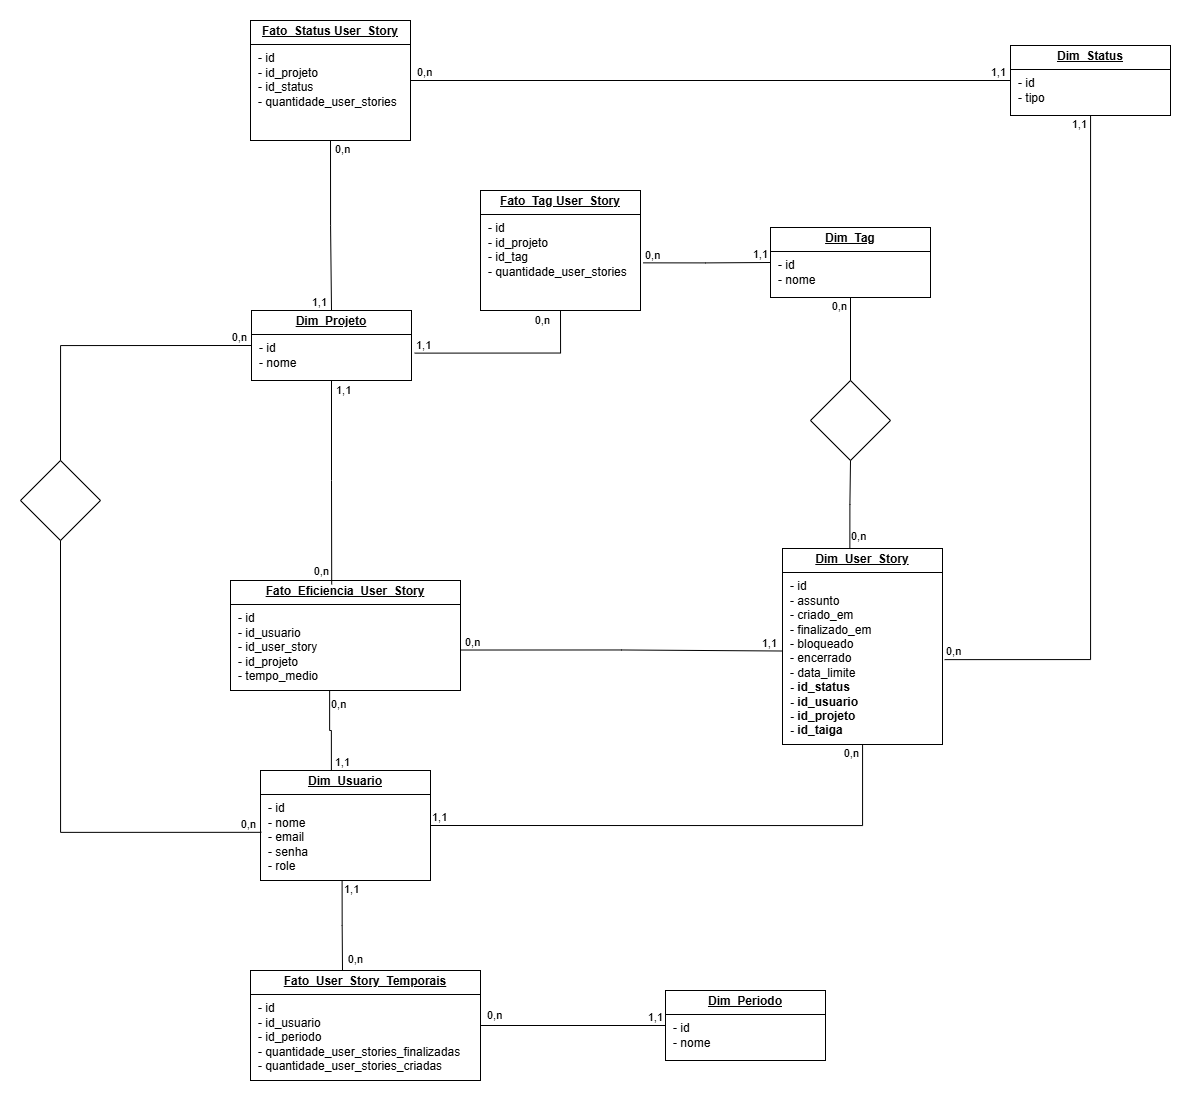 Fato_Status User_Story
- id
- id_projeto
- id_status
- quantidade_user_stories
0,n
1,1
Dim_Status
- id
- tipo
1,1
0,n
Fato_Tag User_Story
- id
- id_projeto
- id_tag
- quantidade_user_stories
0,n
1,1
Dim_Tag
- id
- nome
0,n
0,n
1,1
1,1
Dim_Projeto
- id
- nome
0,n
1,1
0,n
0,n
Dim_User_Story
- id
- assunto
- criado_em
- finalizado_em
- bloqueado
- encerrado
- data_limite
- id_status
- id_usuario
- id_projeto
- id_taiga
0,n
0,n
Fato_Eficiencia_User_Story
- id
- id_usuario
- id_user_story
- id_projeto
- tempo_medio
0,n
1,1
0,n
1,1
Dim_Usuario
- id
- nome
- email
- senha
- role
0,n
1,1
1,1
0,n
Fato_User_Story_Temporais
- id
- id_usuario
- id_periodo
- quantidade_user_stories_finalizadas
- quantidade_user_stories_criadas
0,n
1,1
Dim_Periodo
- id
- nome